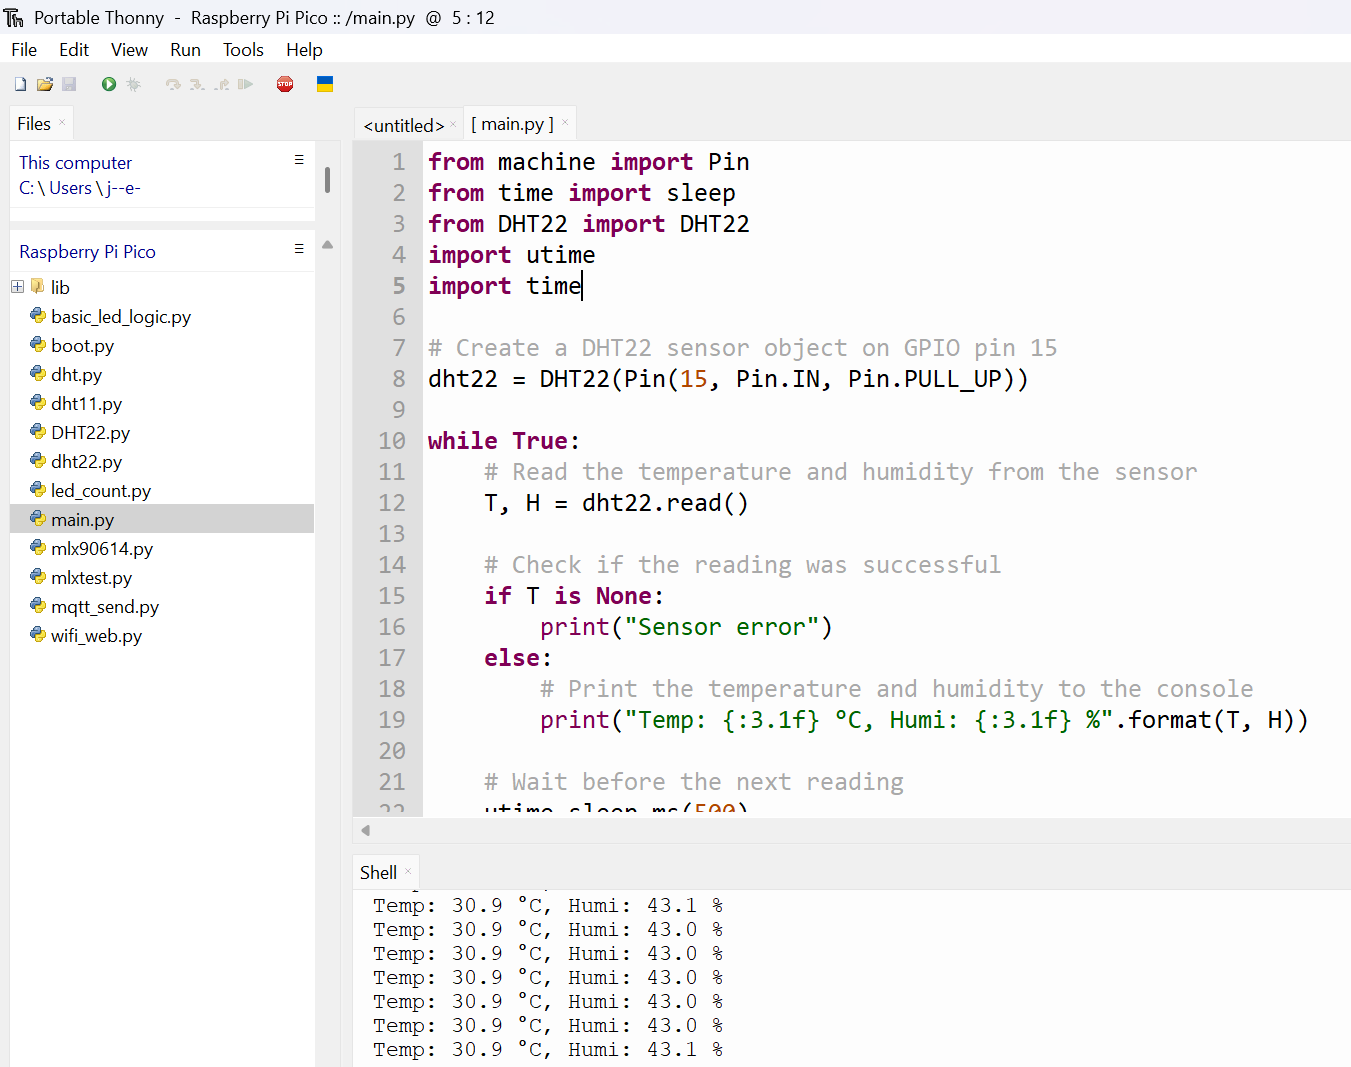 Portable Thonny - Raspberry Pi Pico :: /main.py @ 5 : 12
File Edit View Run Tools Help
STOP
Files
This computer
C: \ Users \ j--e-
Raspberry Pi Pico
lib
basic_led_logic.py
boot.py
dht.py
dht11.py
DHT22.py
dht22.py
led_count.py
main.py
mlx90614.py
mlxtest.py
mqtt_send.py
wifi_web.py
<untitled> [ main.py ]
1 from machine import Pin
2 from time import sleep
3 from DHT22 import DHT22
4 import utime
5 import time
6
7 # Create a DHT22 sensor object on GPIO pin 15
8 dht22 = DHT22(Pin(15, Pin.IN, Pin.PULL_UP))
9
10 while True:
11     # Read the temperature and humidity from the sensor
12     T, H = dht22.read()
13
14     # Check if the reading was successful
15     if T is None:
16         print("Sensor error")
17     else:
18         # Print the temperature and humidity to the console
19         print("Temp: {:3.1f} °C, Humi: {:3.1f} %".format(T, H))
20
21     # Wait before the next reading
22     utime.sleep_ms(500)
Shell
Temp: 30.9 °C, Humi: 43.1 %
Temp: 30.9 °C, Humi: 43.0 %
Temp: 30.9 °C, Humi: 43.0 %
Temp: 30.9 °C, Humi: 43.0 %
Temp: 30.9 °C, Humi: 43.0 %
Temp: 30.9 °C, Humi: 43.0 %
Temp: 30.9 °C, Humi: 43.1 %